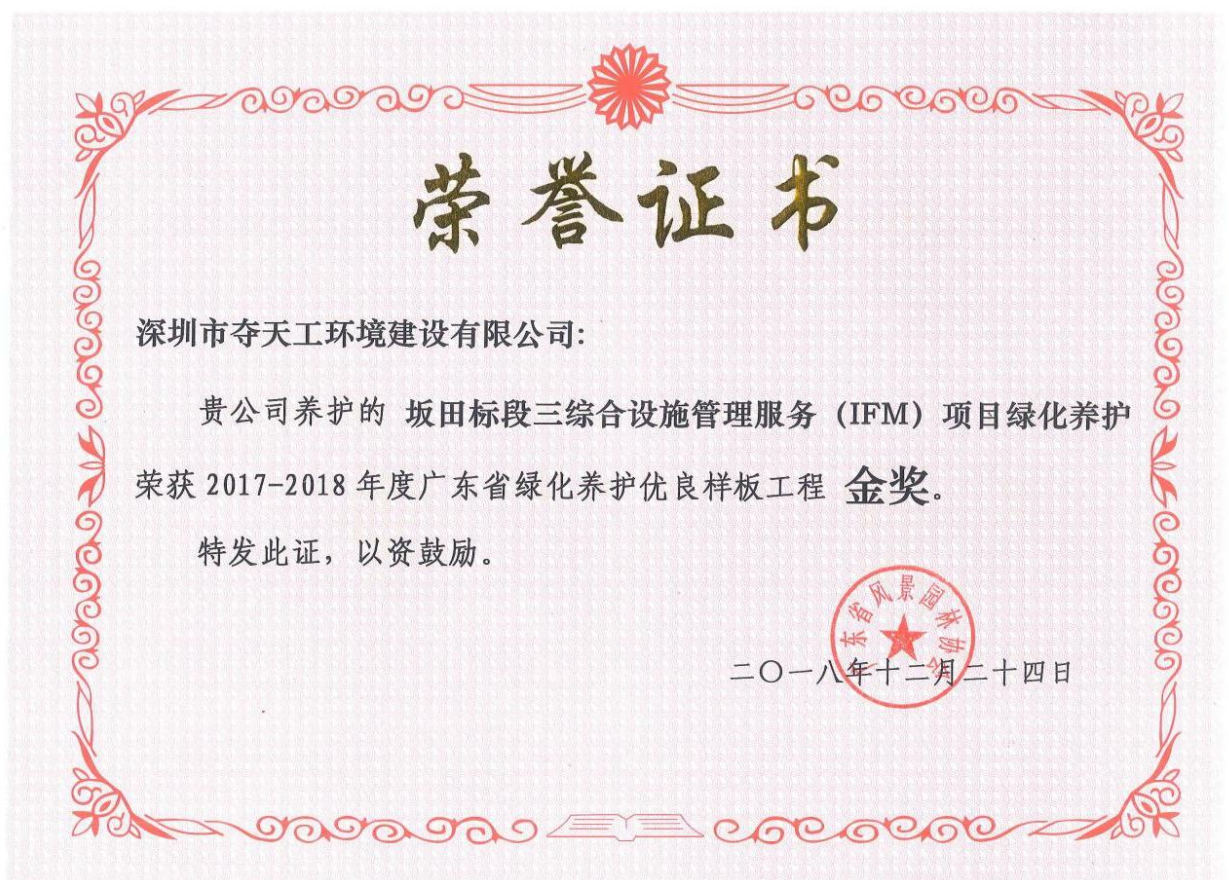 荣誉证书
深圳市夺天工环境建设有限公司:
贵公司养护的 坂田标段三综合设施管理服务（IFM）项目绿化养护
荣获 2017-2018 年度广东省绿化养护优良样板工程 金奖。
特发此证，以资鼓励。
广东省风景园林协会
二〇一八年十二月二十四日